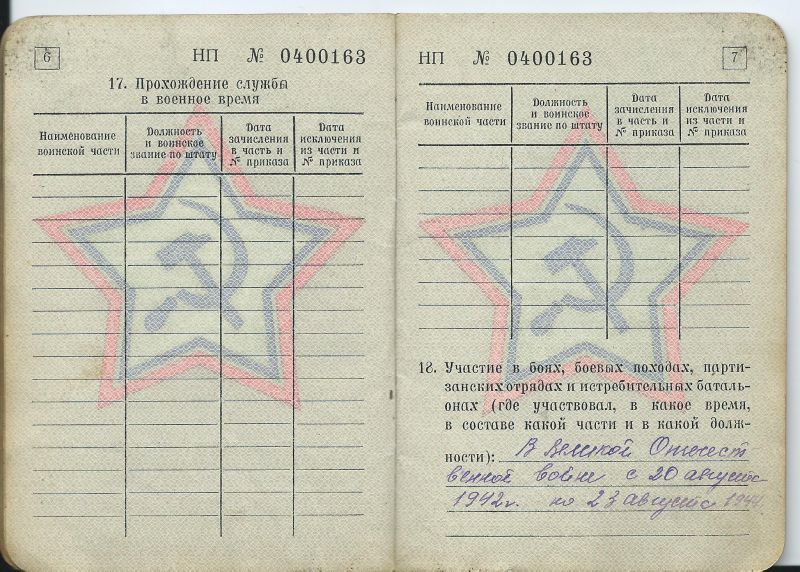 6
НП № 0400163
17. Прохождение службы
в военное время
Наименование
воинской части
Должность
и воинское
звание по штату
Дата
зачисления
в часть и
№ приказа
Дата
исключения
из части и
№ приказа
НП № 0400163
7
Наименование
воинской части
Должность
и воинское
звание по штату
Дата
зачисления
в часть и
№ приказа
Дата
исключения
из части и
№ приказа
18. Участие в боях, боевых походах, парти-
занских отрядах и истребительных баталь-
онах (где участвовал, в какое время,
в составе какой части и в какой долж-
ности): В Великой Отечест
венной войне с 20 августа
1942г. по 23 августа 1944г.